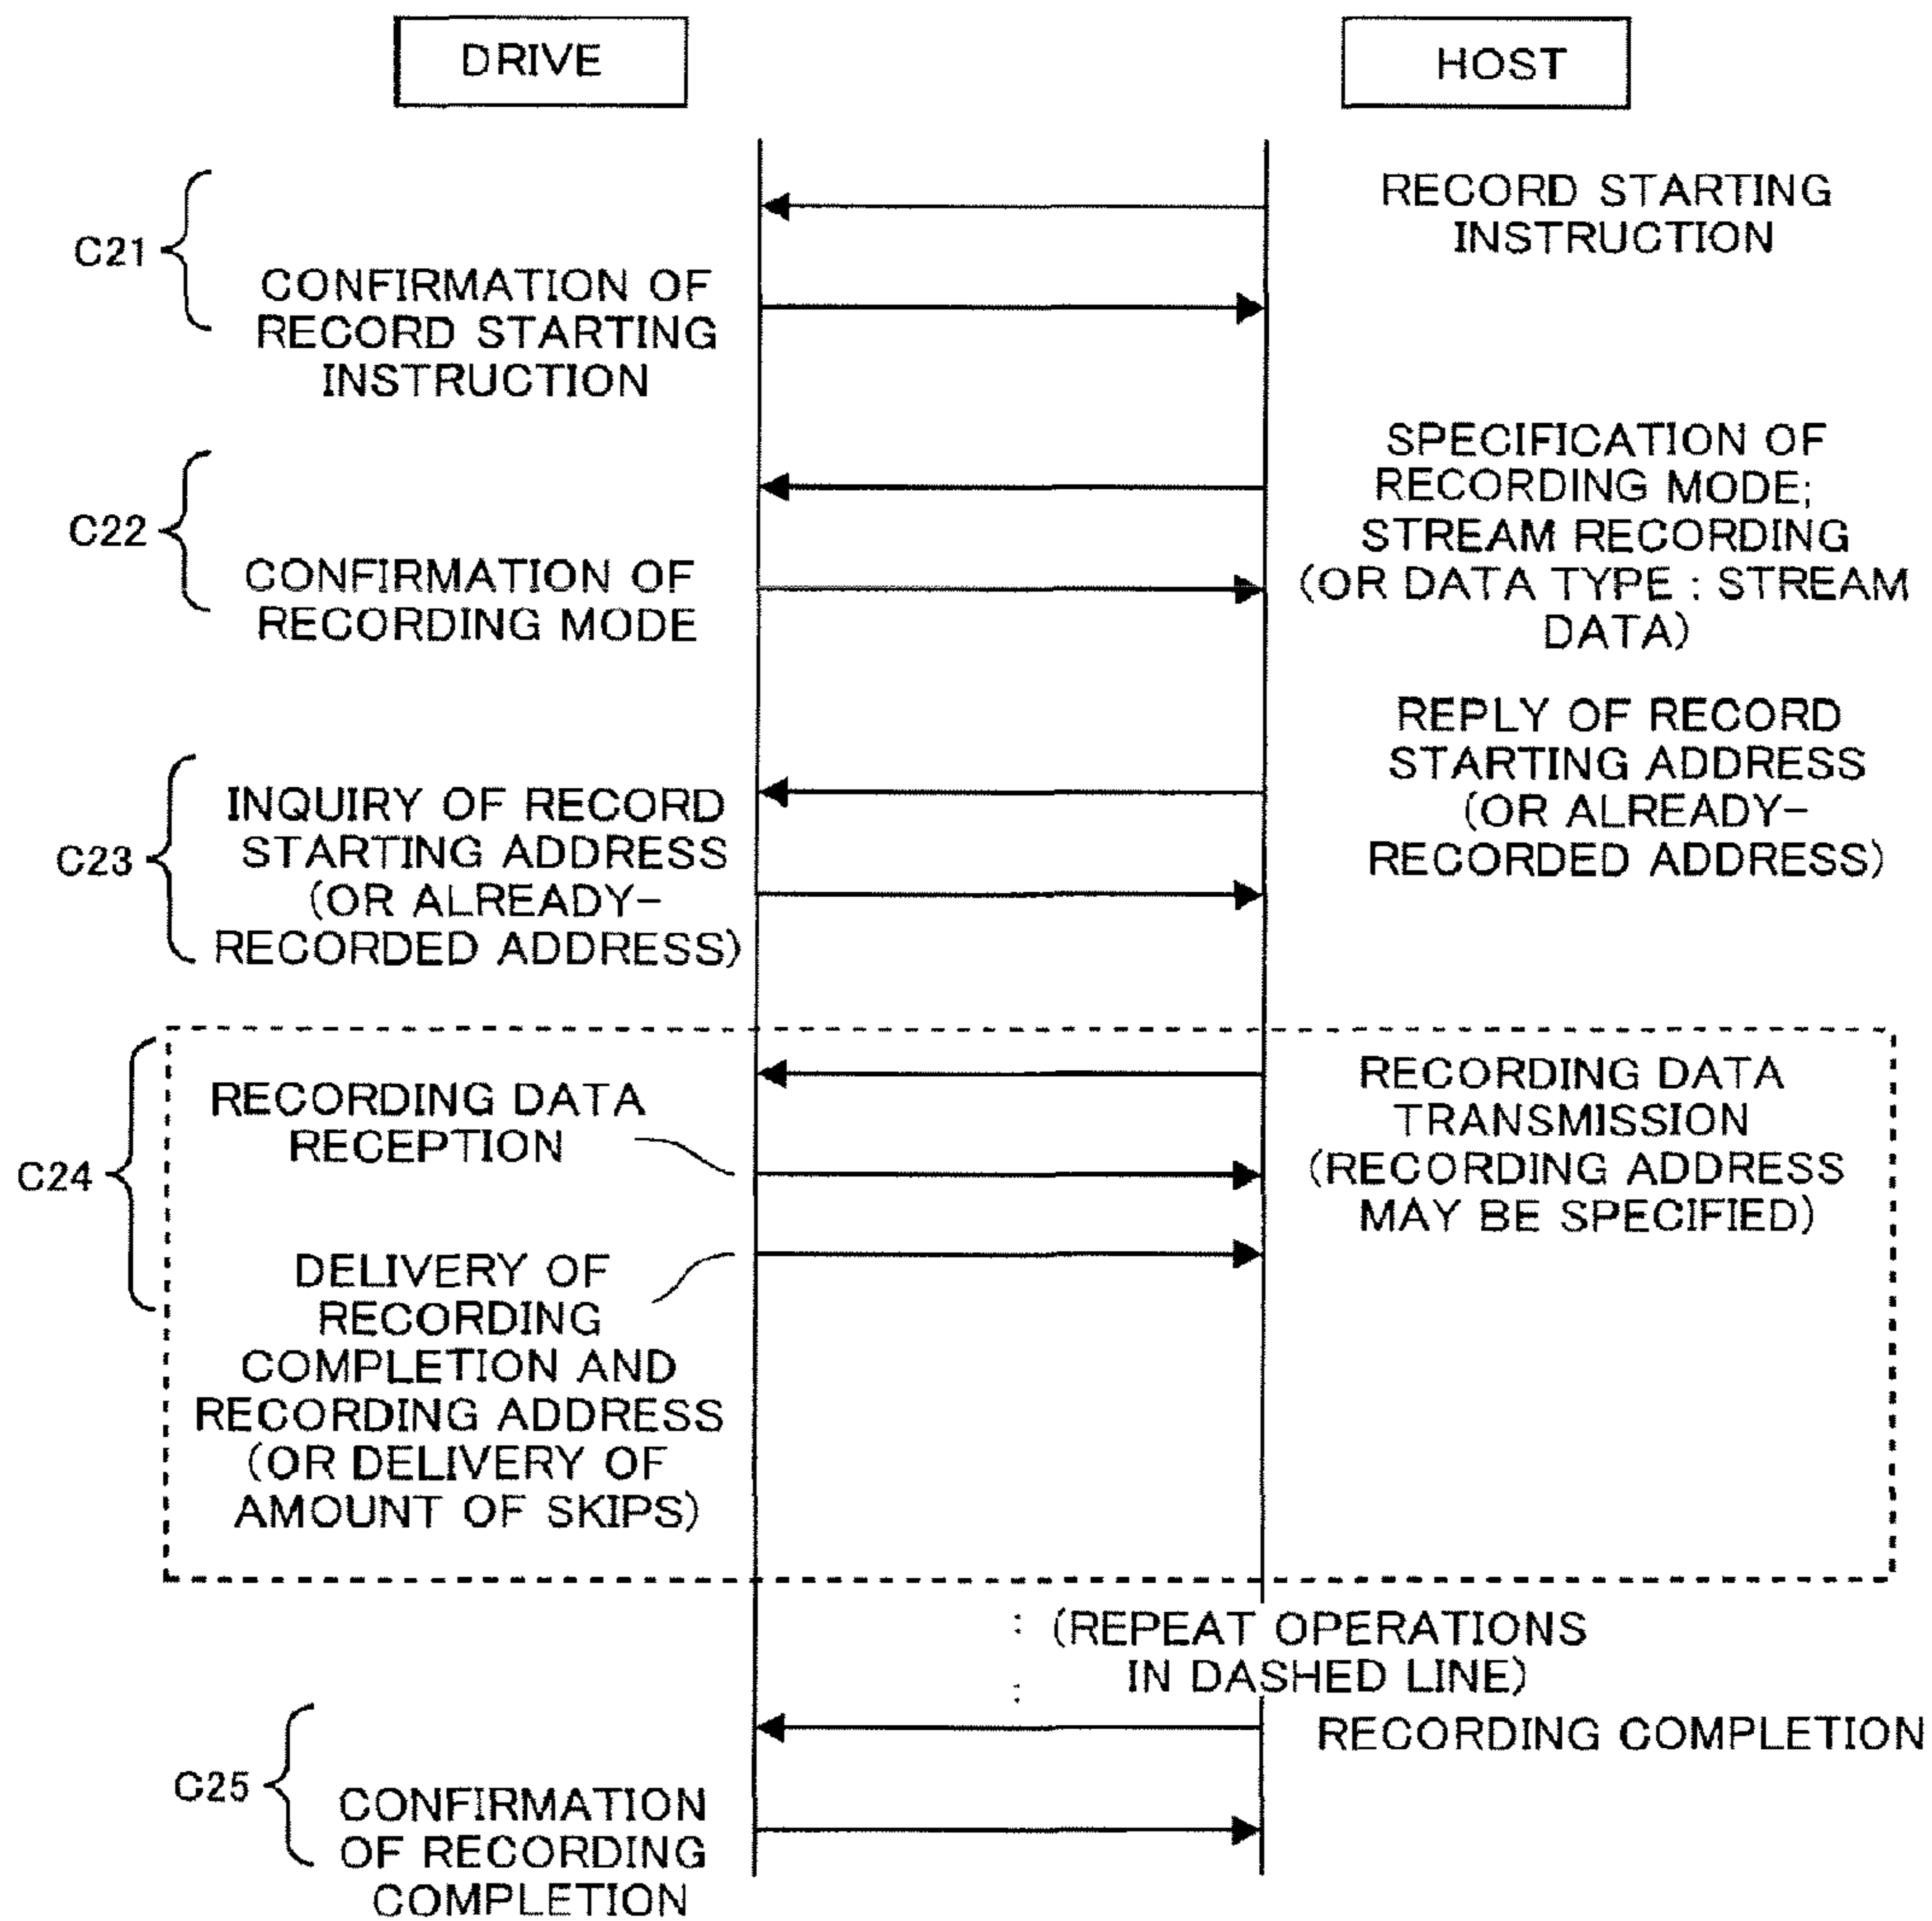 DRIVE
HOST
RECORD STARTING
INSTRUCTION
C21
CONFIRMATION OF
RECORD STARTING
INSTRUCTION
SPECIFICATION OF
RECORDING MODE;
STREAM RECORDING
(OR DATA TYPE : STREAM
DATA)
C22
CONFIRMATION OF
RECORDING MODE
REPLY OF RECORD
STARTING ADDRESS
(OR ALREADY-
RECORDED ADDRESS)
C23
INQUIRY OF RECORD
STARTING ADDRESS
(OR ALREADY-
RECORDED ADDRESS)
C24
RECORDING DATA
RECEPTION
RECORDING DATA
TRANSMISSION
(RECORDING ADDRESS
MAY BE SPECIFIED)
DELIVERY OF
RECORDING
COMPLETION AND
RECORDING ADDRESS
(OR DELIVERY OF
AMOUNT OF SKIPS)
: (REPEAT OPERATIONS
: IN DASHED LINE)
RECORDING COMPLETION
C25
CONFIRMATION
OF RECORDING
COMPLETION